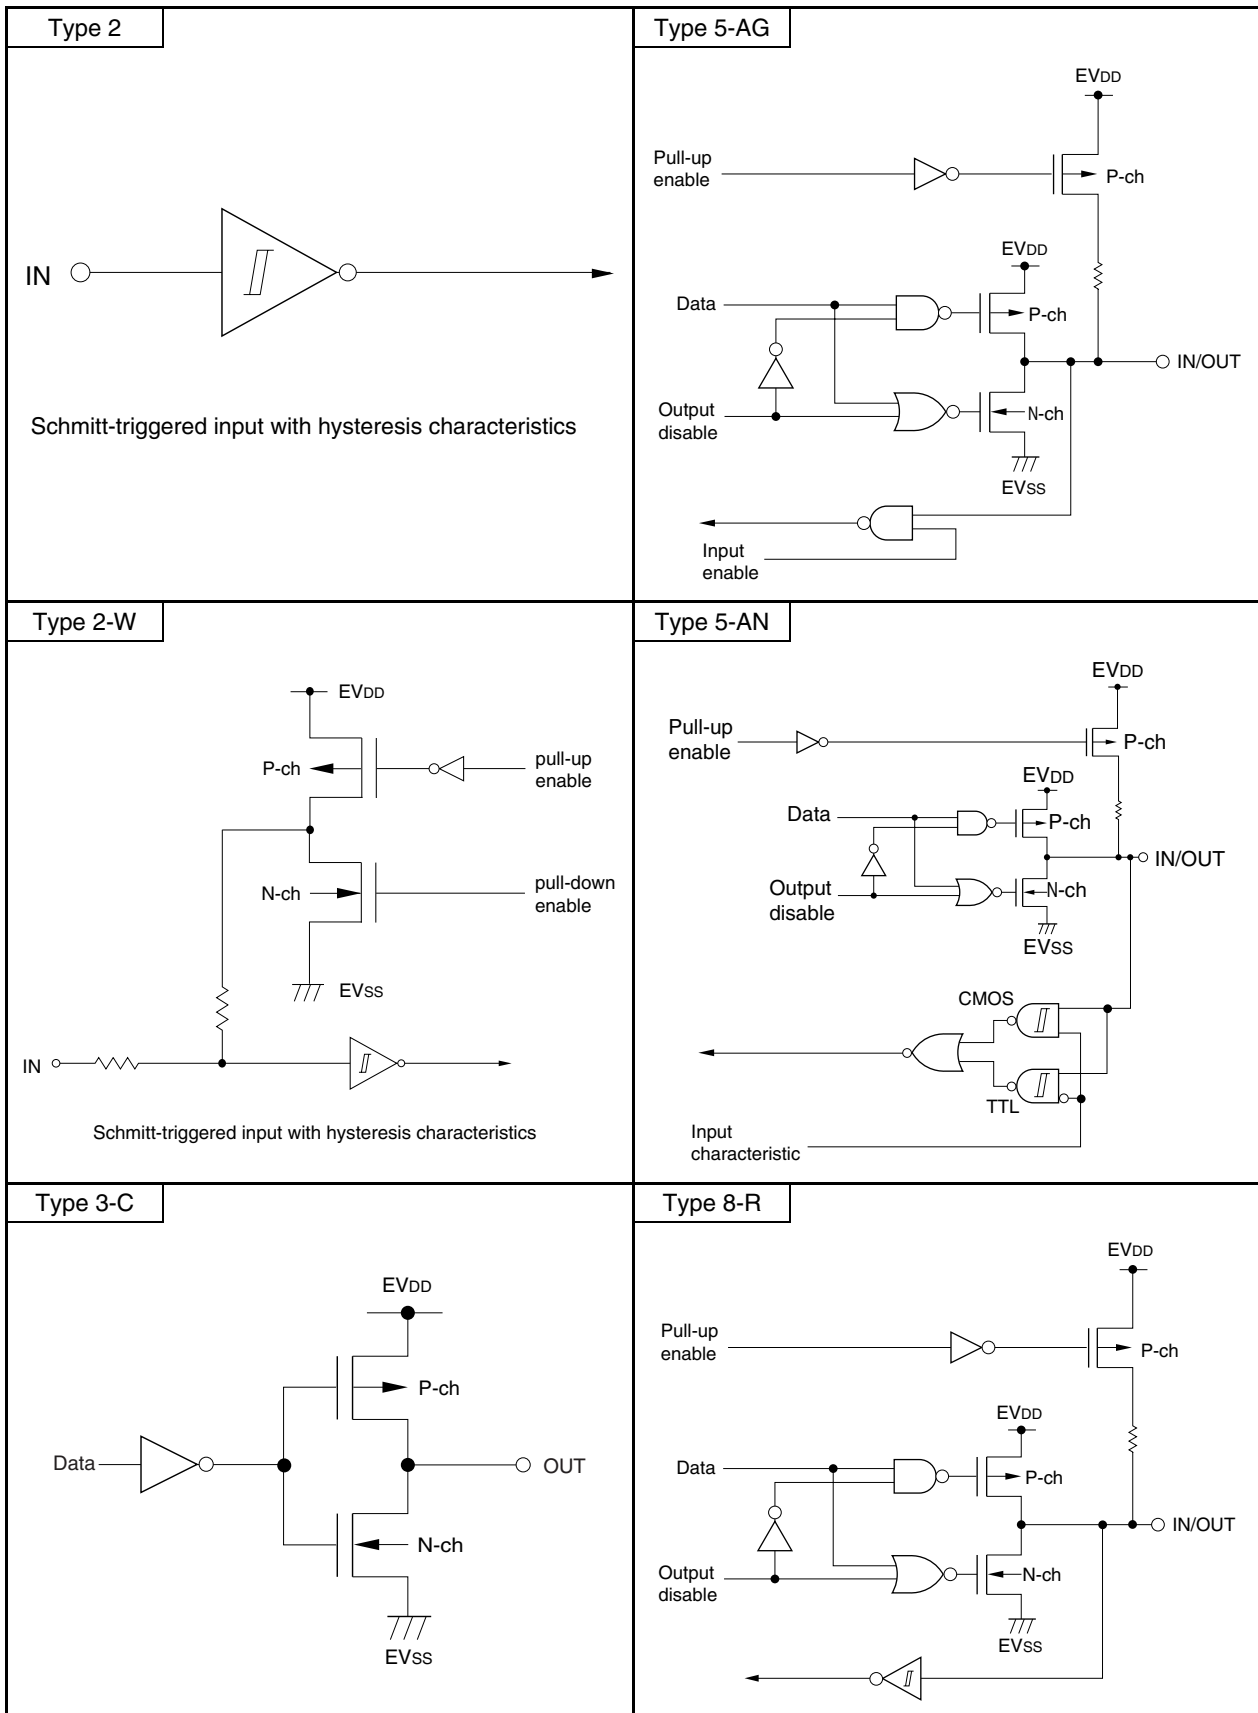 Type 2
IN
Schmitt-triggered input with hysteresis characteristics
Type 5-AG
EVDD
Pull-up
enable
P-ch
EVDD
Data
P-ch
IN/OUT
Output
disable
N-ch
EVSS
Input
enable
Type 2-W
EVDD
P-ch
pull-up
enable
N-ch
pull-down
enable
EVSS
IN
Schmitt-triggered input with hysteresis characteristics
Type 5-AN
EVDD
Pull-up
enable
P-ch
EVDD
Data
P-ch
IN/OUT
Output
disable
N-ch
EVSS
CMOS
TTL
Input
characteristic
Type 3-C
EVDD
P-ch
Data
OUT
N-ch
EVSS
Type 8-R
EVDD
Pull-up
enable
P-ch
EVDD
Data
P-ch
IN/OUT
Output
disable
N-ch
EVSS